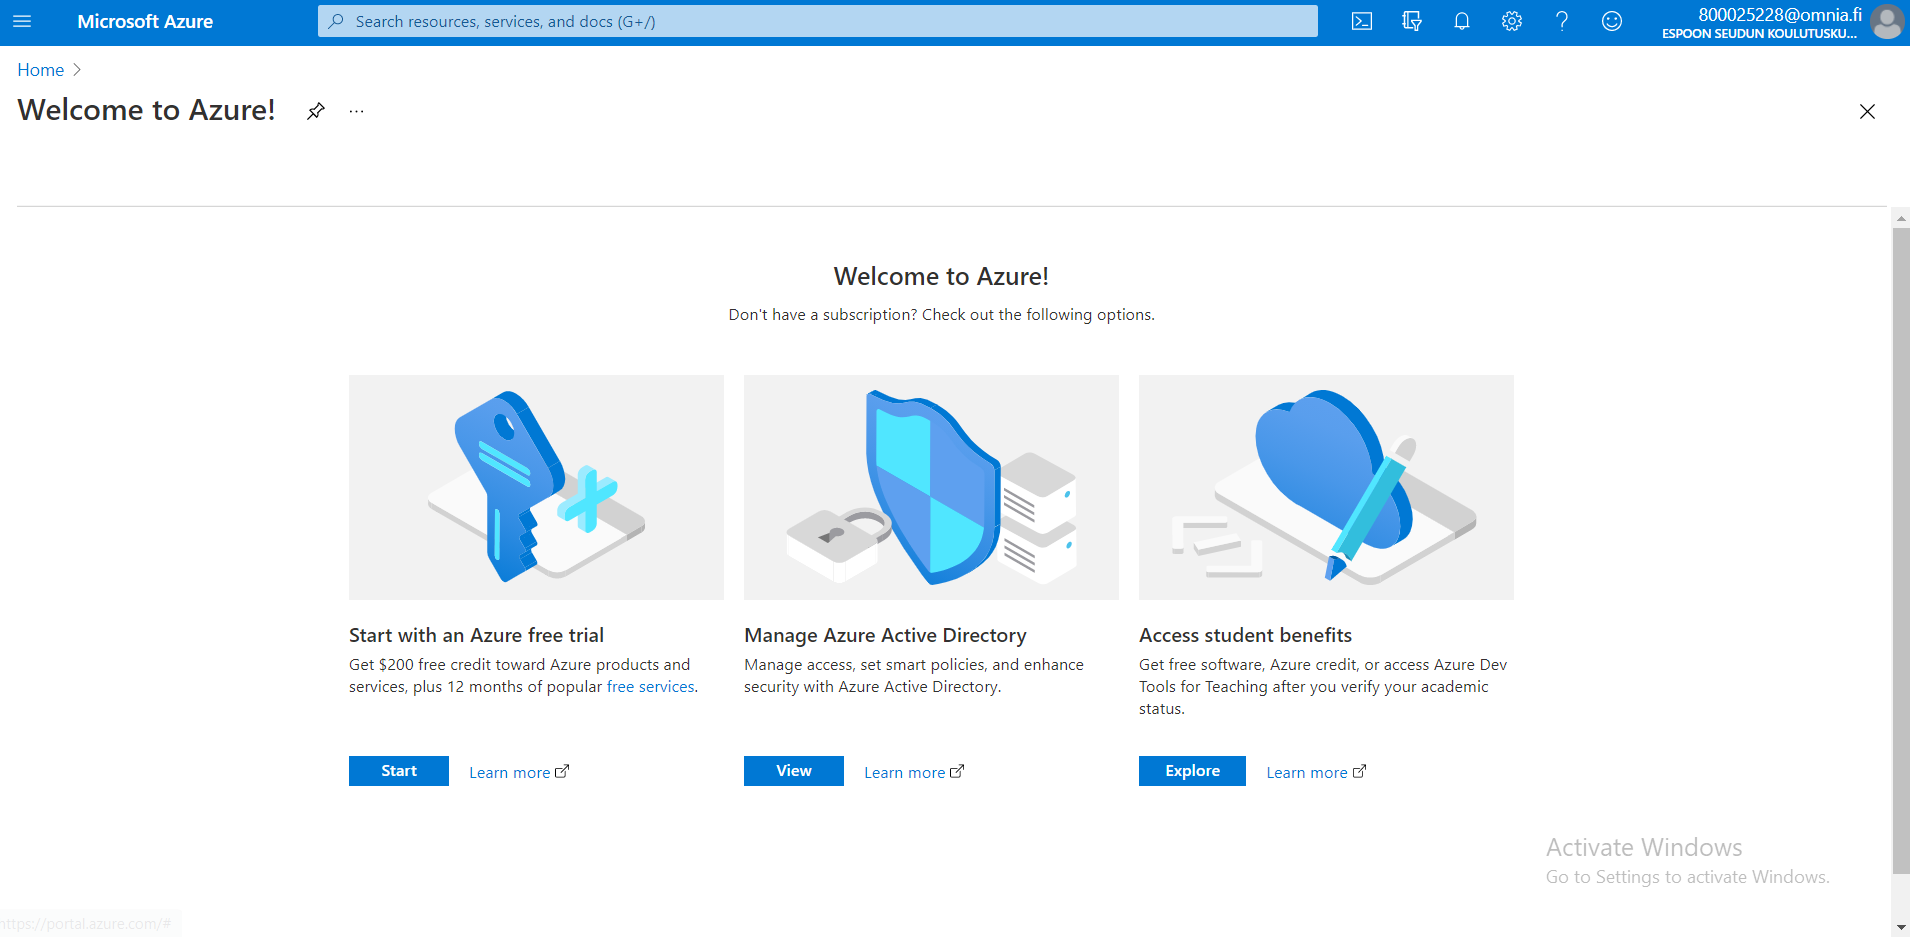 Microsoft Azure
Search resources, services, and docs (G+/)
800025228@omnia.fi
ESPOON SEUDUN KOULUTUSKU...
Home
Welcome to Azure!
Welcome to Azure!
Don't have a subscription? Check out the following options.
Start with an Azure free trial
Get $200 free credit toward Azure products and
services, plus 12 months of popular free services.
Start
Learn more
Manage Azure Active Directory
Manage access, set smart policies, and enhance
security with Azure Active Directory.
View
Learn more
Access student benefits
Get free software, Azure credit, or access Azure Dev
Tools for Teaching after you verify your academic
status.
Explore
Learn more
Activate Windows
Go to Settings to activate Windows.
https://portal.azure.com/#